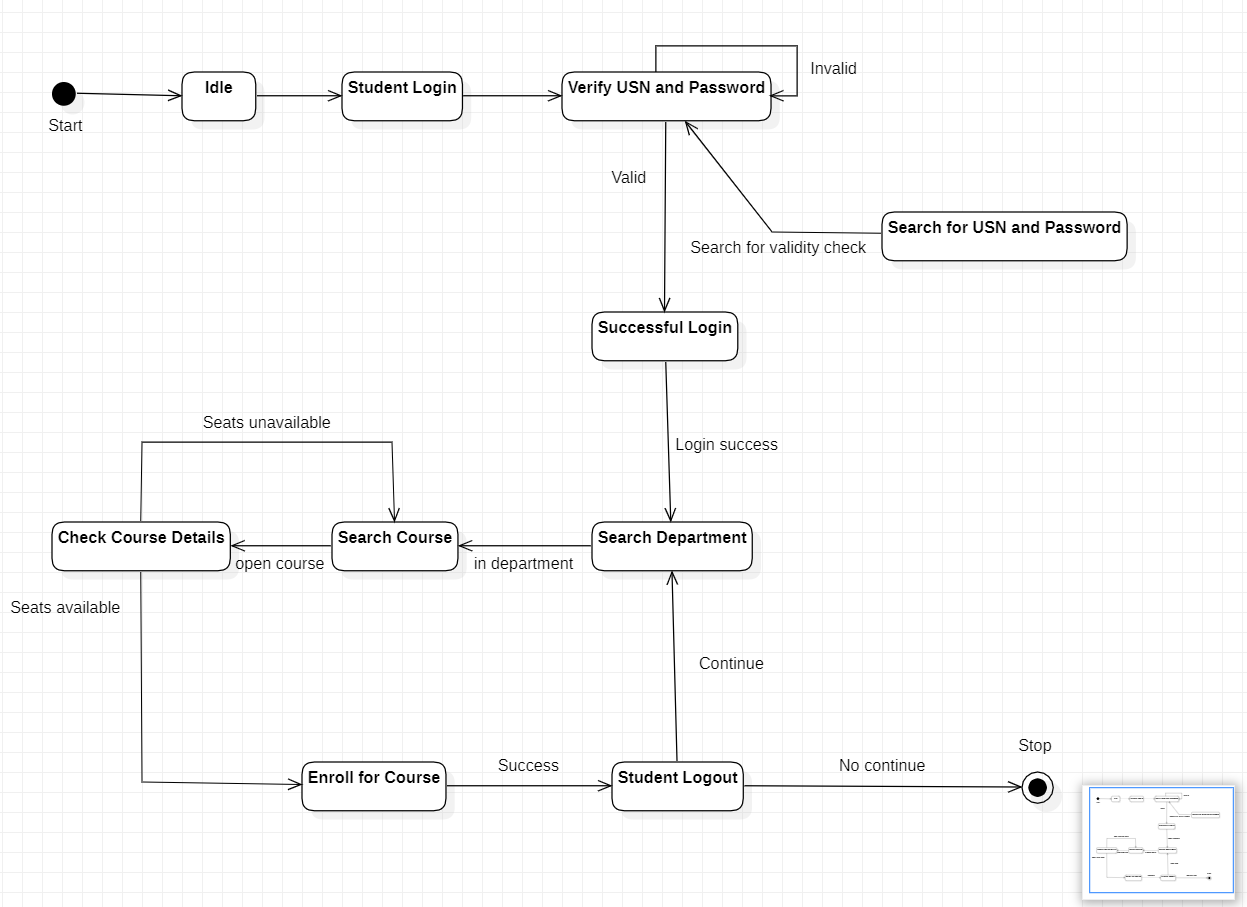 Idle
Student Login
Verify USN and Password
Invalid
Start
Valid
Search for USN and Password
Search for validity check
Successful Login
Seats unavailable
Login success
Check Course Details
Search Course
Search Department
open course
in department
Seats available
Continue
Stop
Enroll for Course
Success
Student Logout
No continue